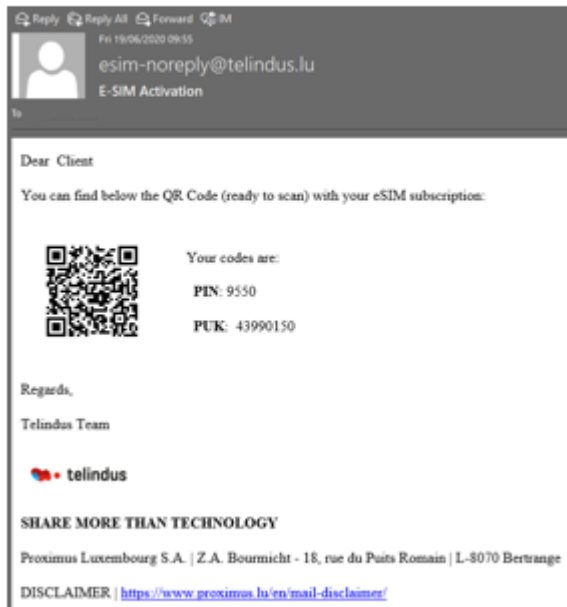 Reply Reply All Forward IM
Fri 19/06/2020 09:55
esim-noreply@telindus.lu
E-SIM Activation
To
Dear Client
You can find below the QR Code (ready to scan) with your eSIM subscription:
Your codes are:
PIN: 9550
PUK: 43990150
Regards,
Telindus Team
telindus
SHARE MORE THAN TECHNOLOGY
Proximus Luxembourg S.A. | Z.A. Bourmicht - 18, rue du Puits Romain | L-8070 Bertrange
DISCLAIMER | https://www.proximus.lu/en/mail-disclaimer/